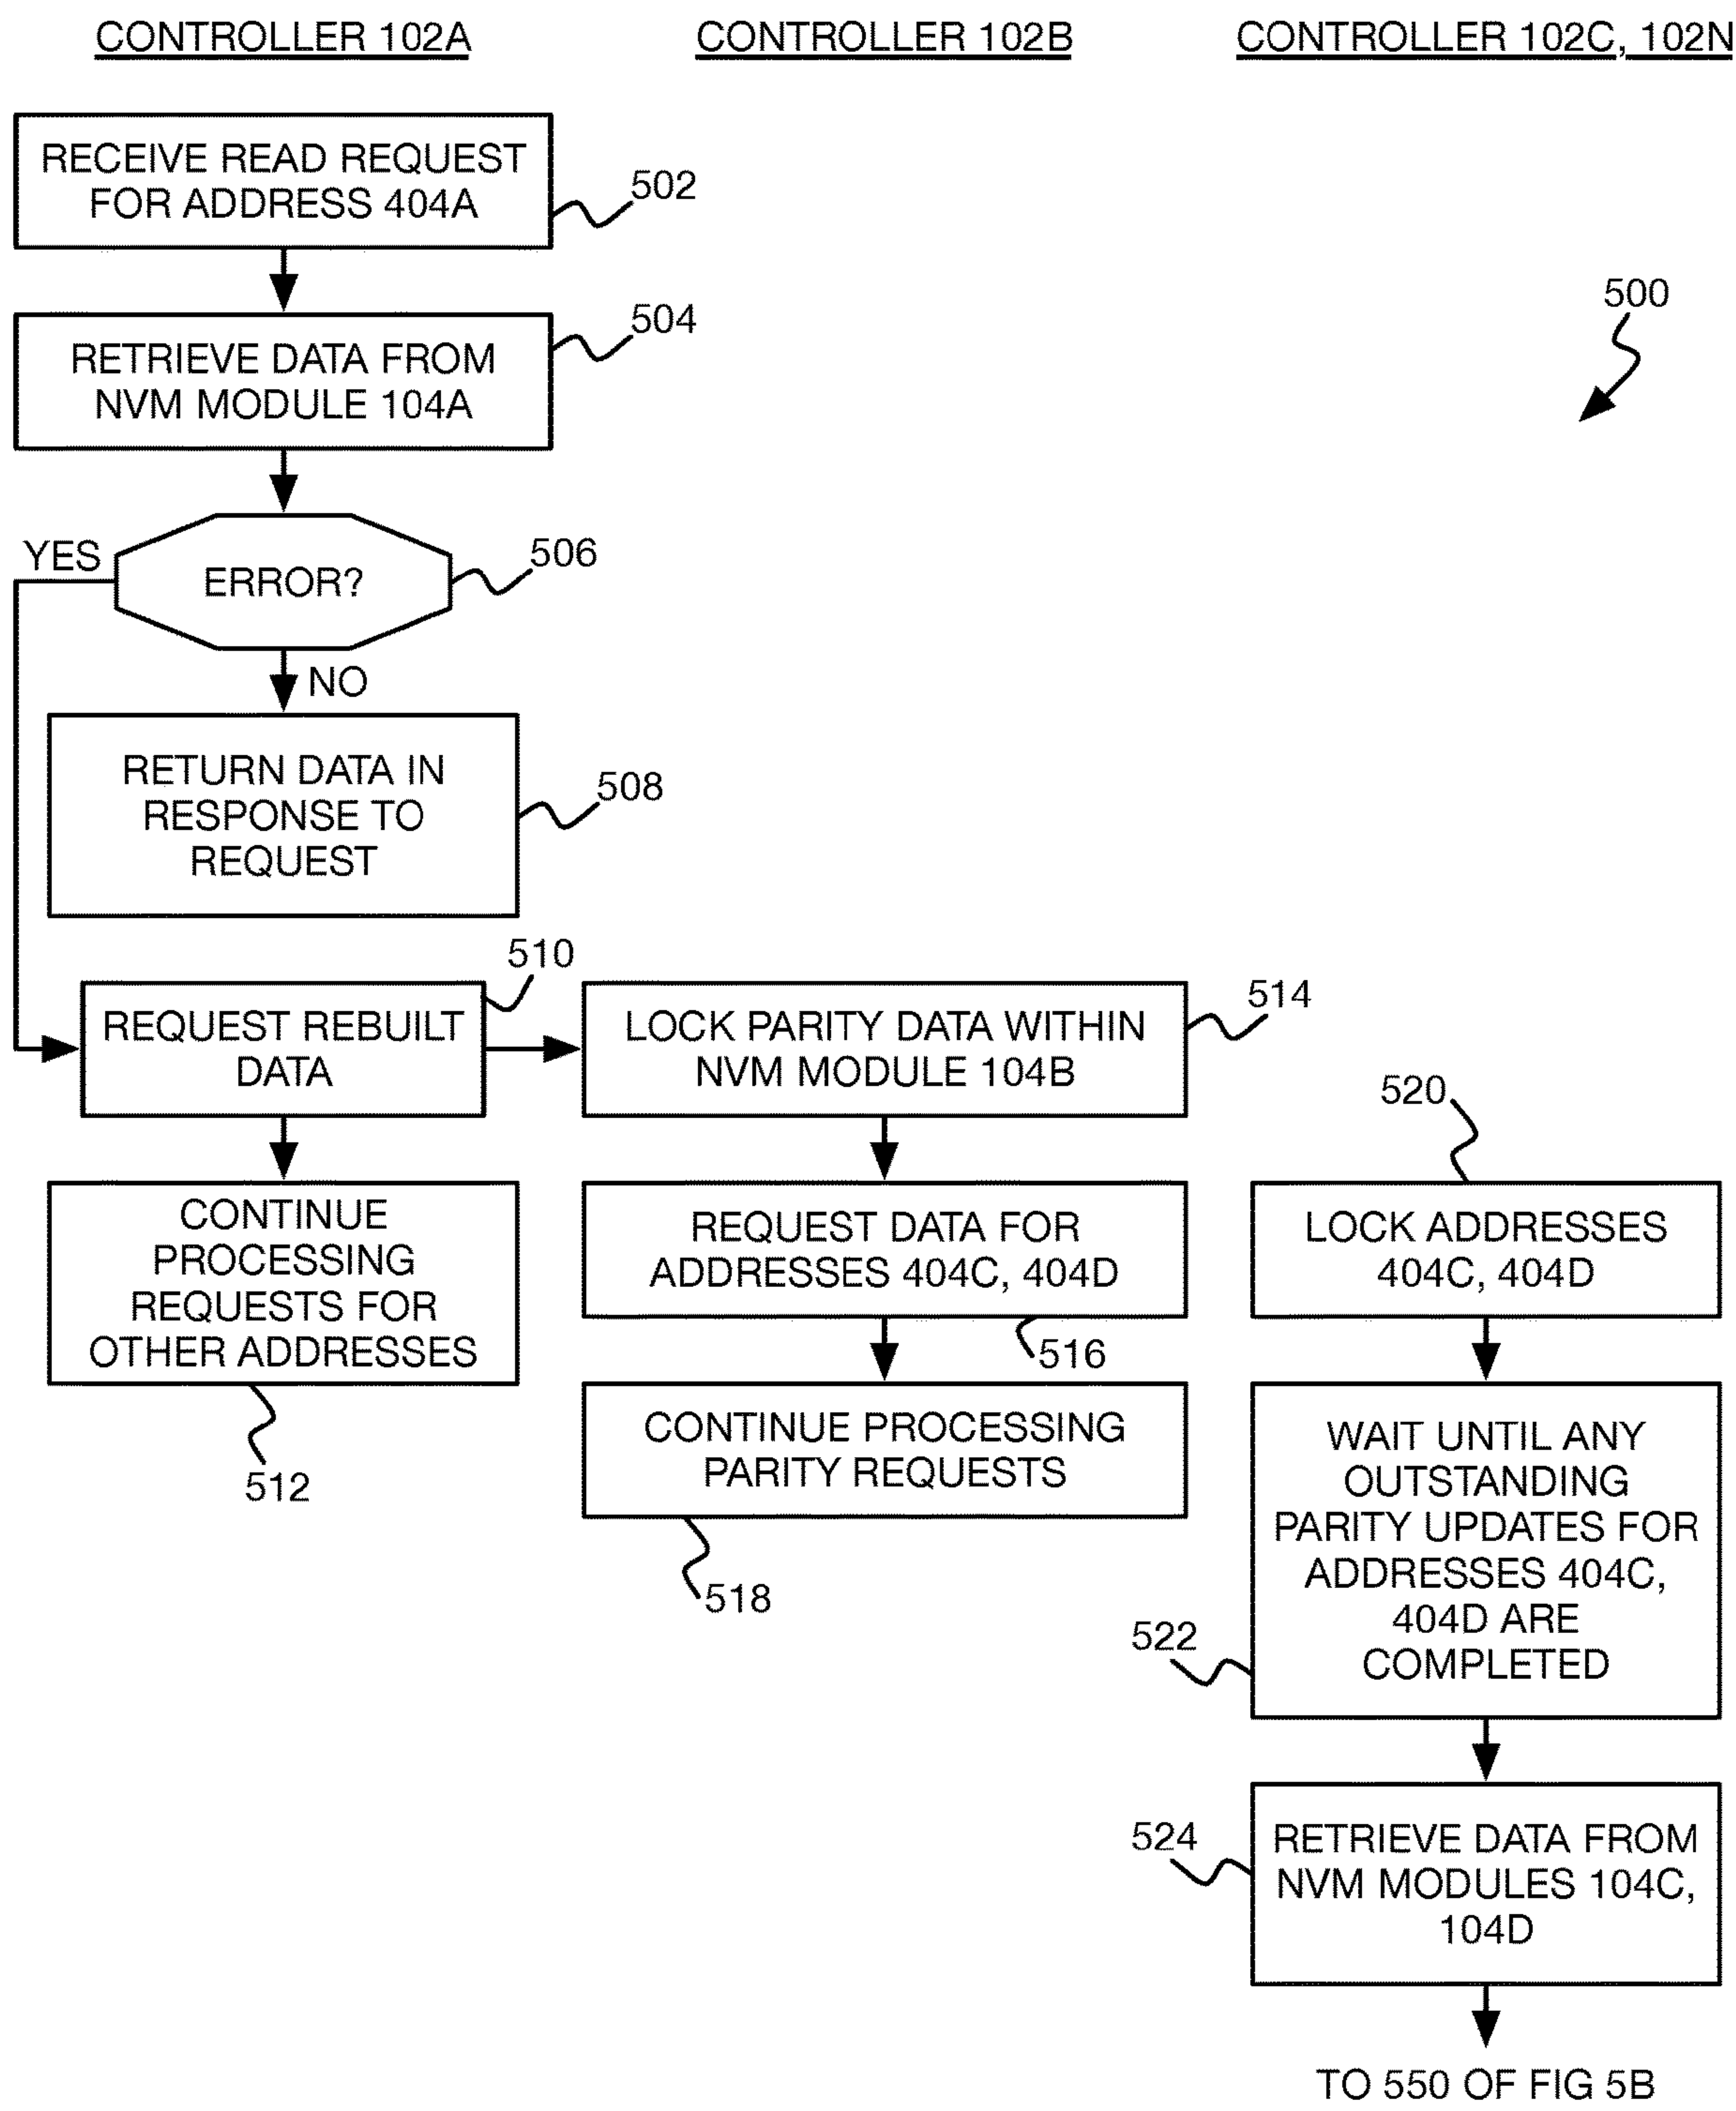 CONTROLLER 102A
CONTROLLER 102B
CONTROLLER 102C, 102N
RECEIVE READ REQUEST
FOR ADDRESS 404A
502
500
RETRIEVE DATA FROM
NVM MODULE 104A
504
YES
ERROR?
506
NO
RETURN DATA IN
RESPONSE TO
REQUEST
508
510
REQUEST REBUILT
DATA
LOCK PARITY DATA WITHIN
NVM MODULE 104B
514
520
CONTINUE
PROCESSING
REQUESTS FOR
OTHER ADDRESSES
512
REQUEST DATA FOR
ADDRESSES 404C, 404D
516
LOCK ADDRESSES
404C, 404D
CONTINUE PROCESSING
PARITY REQUESTS
518
WAIT UNTIL ANY
OUTSTANDING
PARITY UPDATES FOR
ADDRESSES 404C,
404D ARE
COMPLETED
522
524
RETRIEVE DATA FROM
NVM MODULES 104C,
104D
TO 550 OF FIG 5B